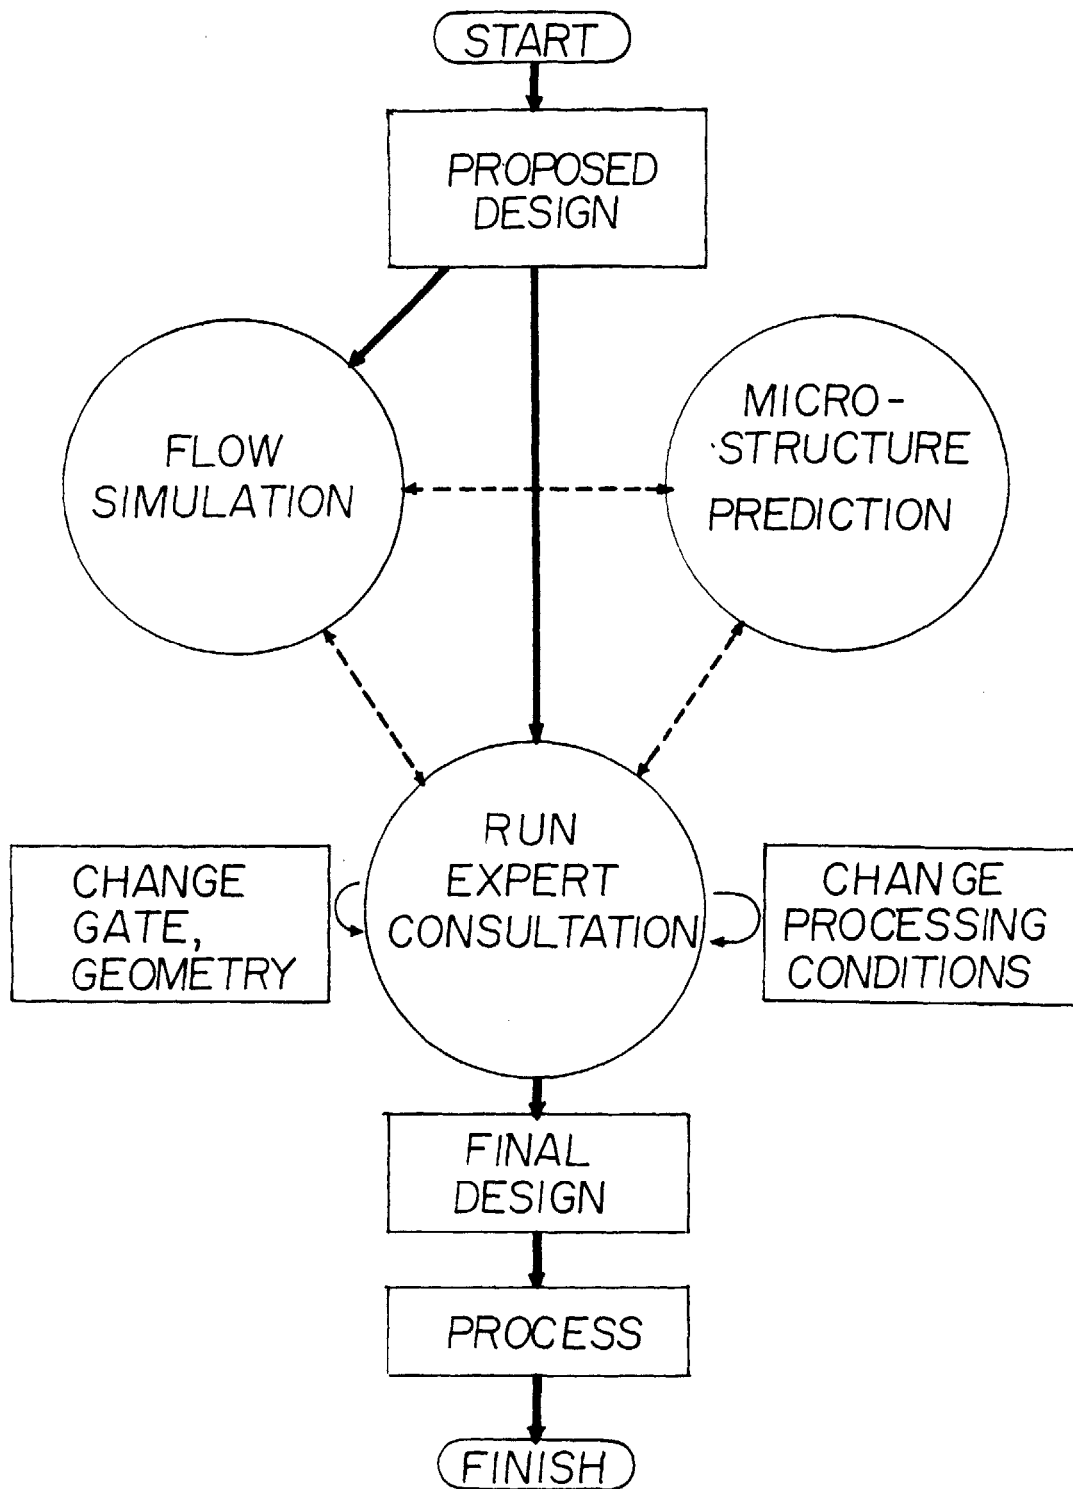 START
PROPOSED
DESIGN
FLOW
SIMULATION
MICRO-
STRUCTURE
PREDICTION
RUN
EXPERT
CONSULTATION
CHANGE
GATE,
GEOMETRY
CHANGE
PROCESSING
CONDITIONS
FINAL
DESIGN
PROCESS
FINISH